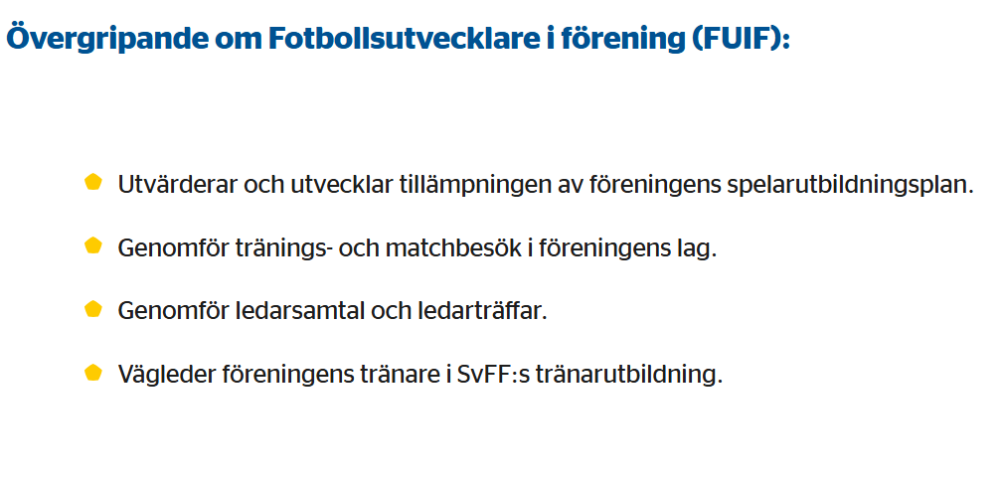 Övergripande om Fotbollsutvecklare i förening (FUIF):
Utvärderar och utvecklar tillämpningen av föreningens spelarutbildningsplan.
Genomför tränings- och matchbesök i föreningens lag.
Genomför ledarsamtal och ledarträffar.
Vägleder föreningens tränare i SvFF:s tränarutbildning.